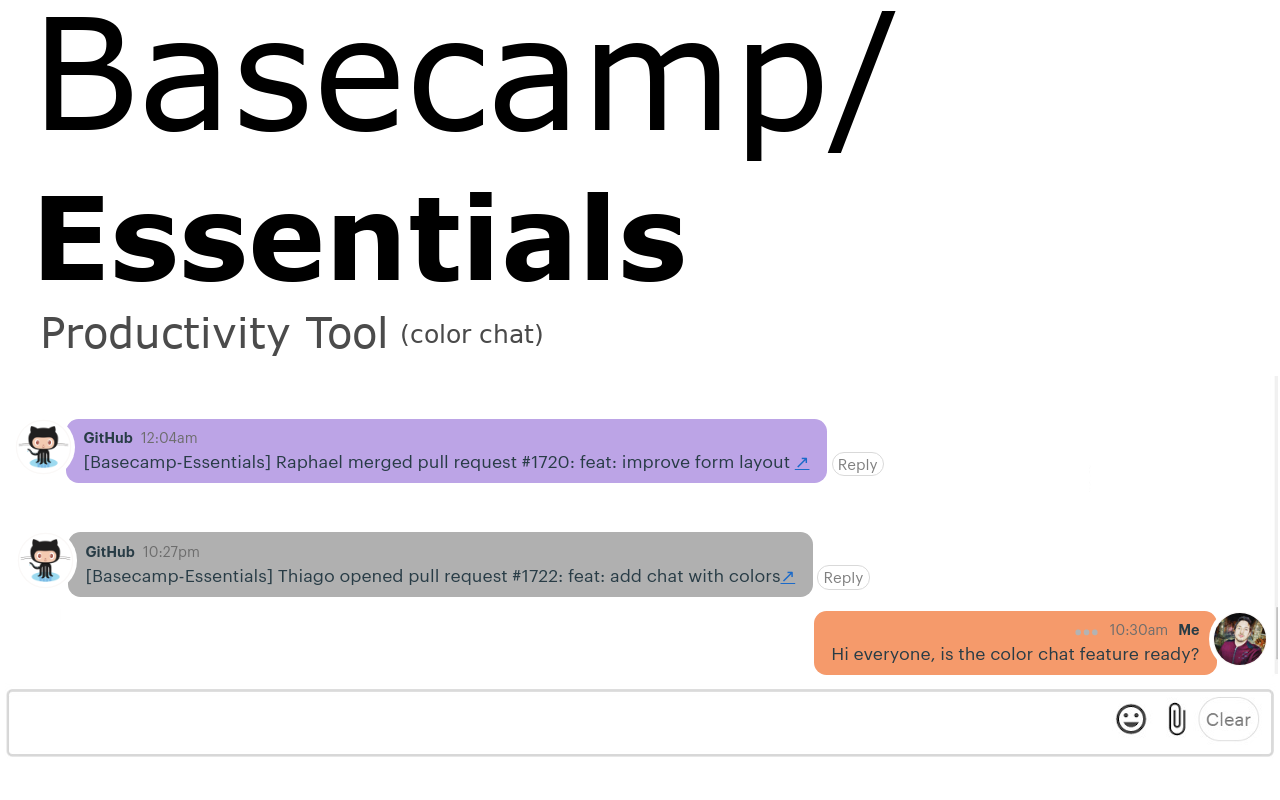 Basecamp/
Essentials
Productivity Tool (color chat)
GitHub 12:04am
[Basecamp-Essentials] Raphael merged pull request #1720: feat: improve form layout ↗
Reply
GitHub 10:27pm
[Basecamp-Essentials] Thiago opened pull request #1722: feat: add chat with colors↗
Reply
10:30am Me
Hi everyone, is the color chat feature ready?
Clear